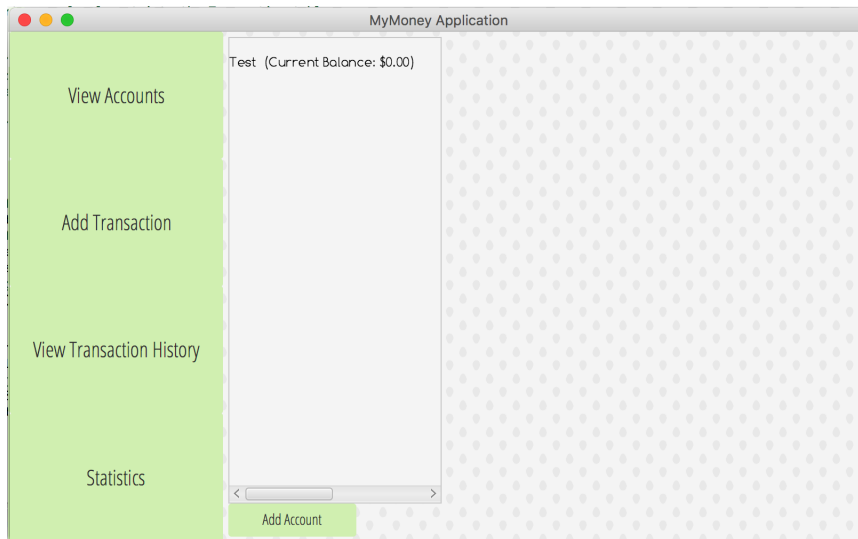 MyMoney Application
View Accounts
Test (Current Balance: $0.00)
Add Transaction
View Transaction History
Statistics
Add Account